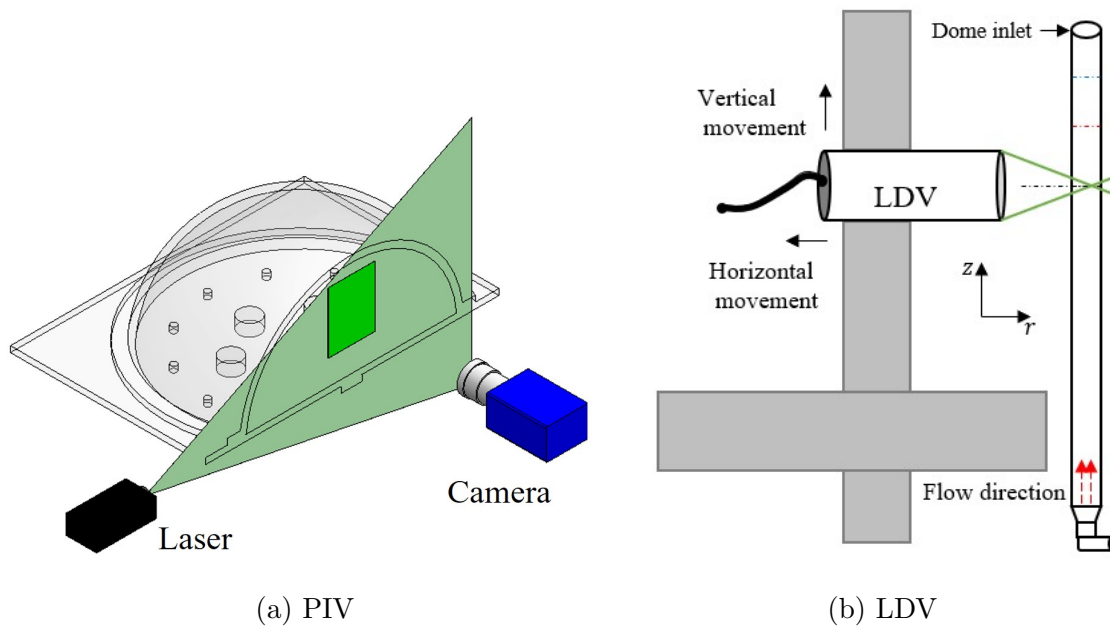 Laser
Camera
(a) PIV
Dome inlet
Vertical
movement
LDV
Horizontal
movement
z
r
Flow direction
(b) LDV